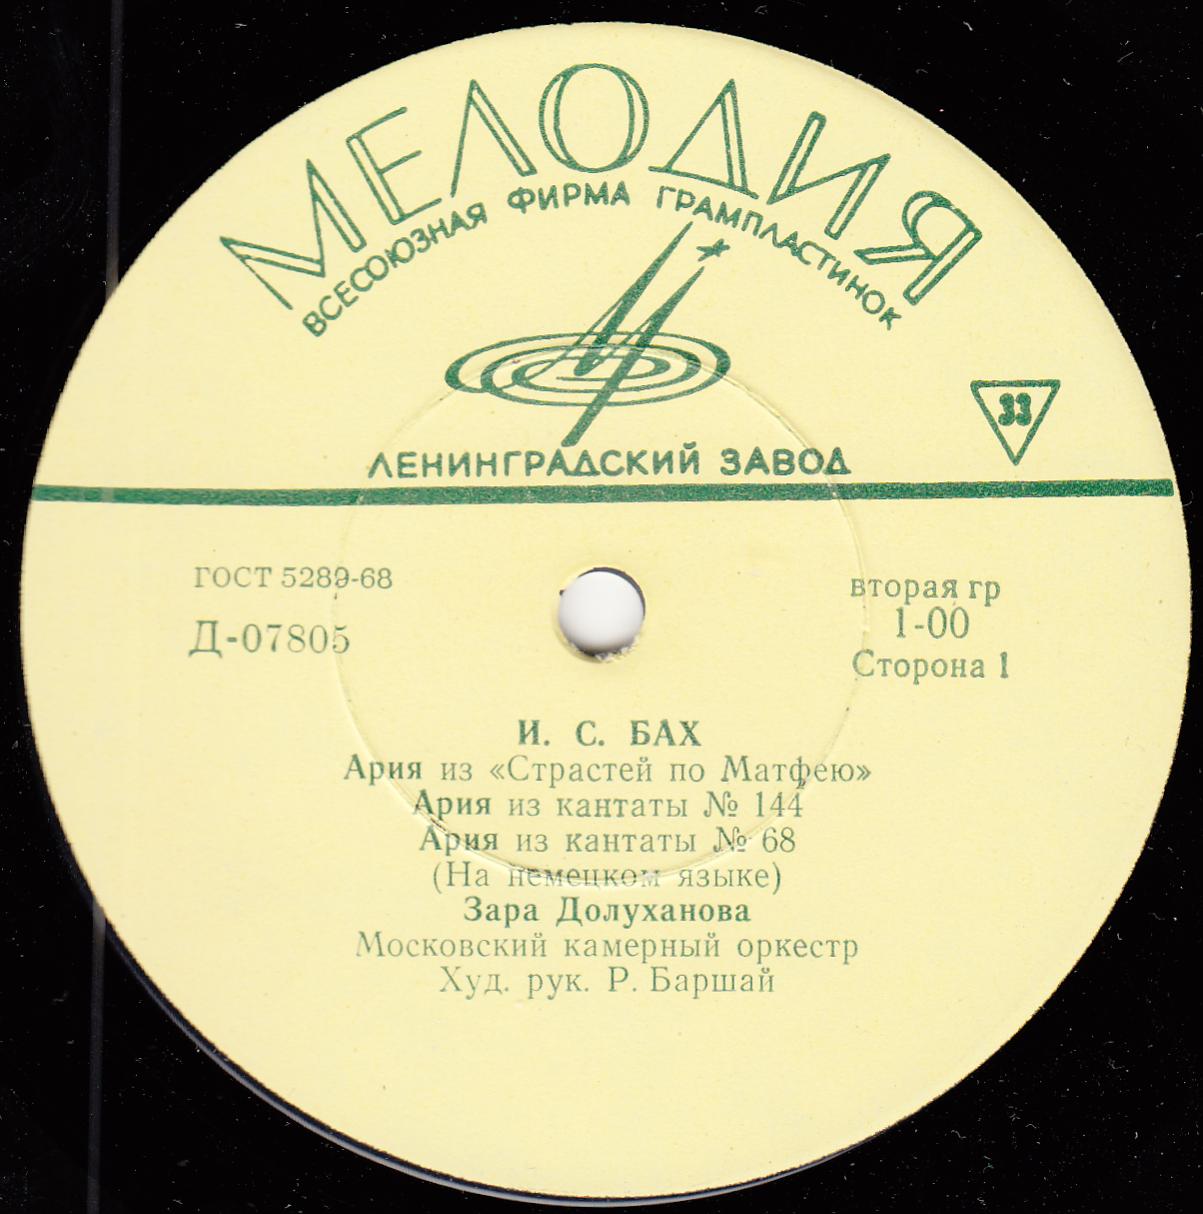 МЕЛОДИЯ
ВСЕСОЮЗНАЯ ФИРМА ГРАМПЛАСТИНОК
33
ЛЕНИНГРАДСКИЙ ЗАВОД
ГОСТ 5289-68
Д-07805
вторая гр
1-00
Сторона 1
И. С. БАХ
Ария из «Страстей по Матфею»
Ария из кантаты № 144
Ария из кантаты № 68
(На немецком языке)
Зара Долуханова
Московский камерный оркестр
Худ. рук. Р. Баршай